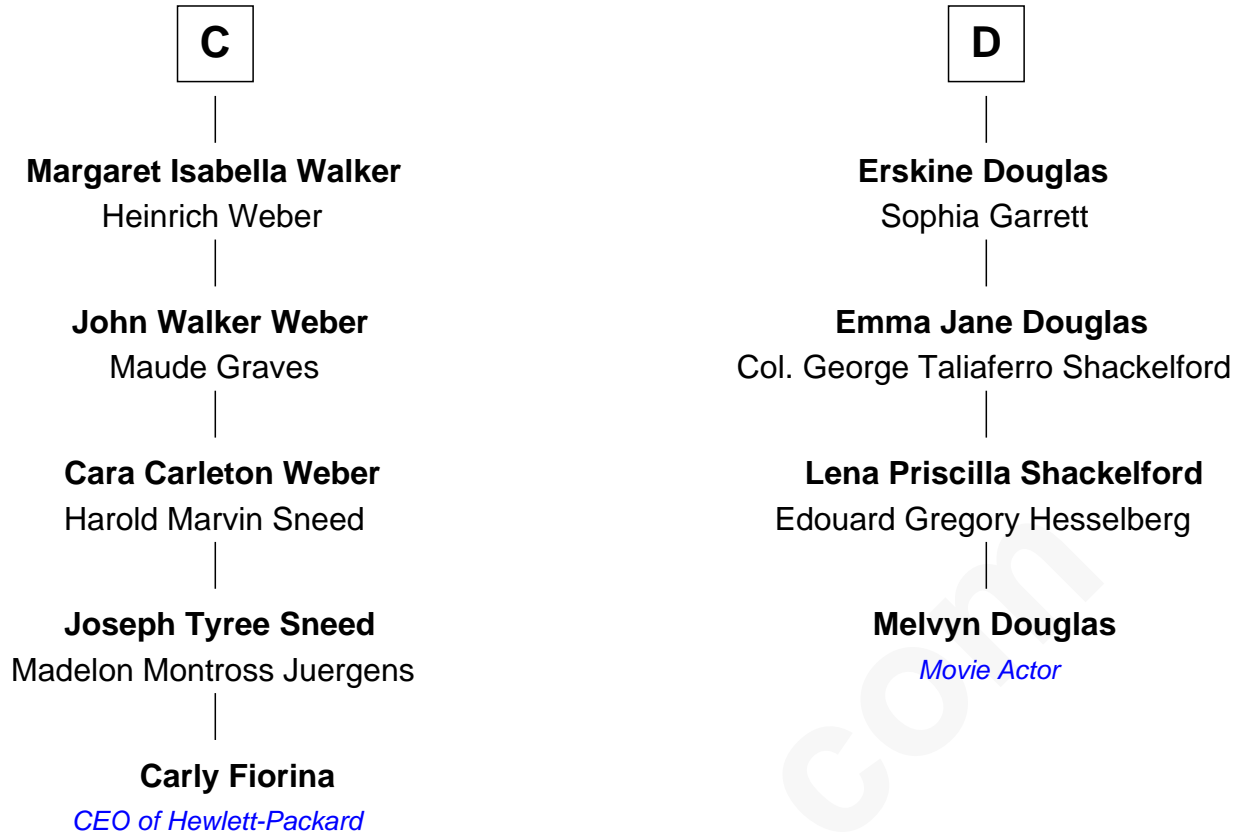 C
Margaret Isabella Walker
Heinrich Weber
John Walker Weber
Maude Graves
Cara Carleton Weber
Harold Marvin Sneed
Joseph Tyree Sneed
Madelon Montross Juergens
Carly Fiorina
CEO of Hewlett-Packard
D
Erskine Douglas
Sophia Garrett
Emma Jane Douglas
Col. George Taliaferro Shackelford
Lena Priscilla Shackelford
Edouard Gregory Hesselberg
Melvyn Douglas
Movie Actor
com